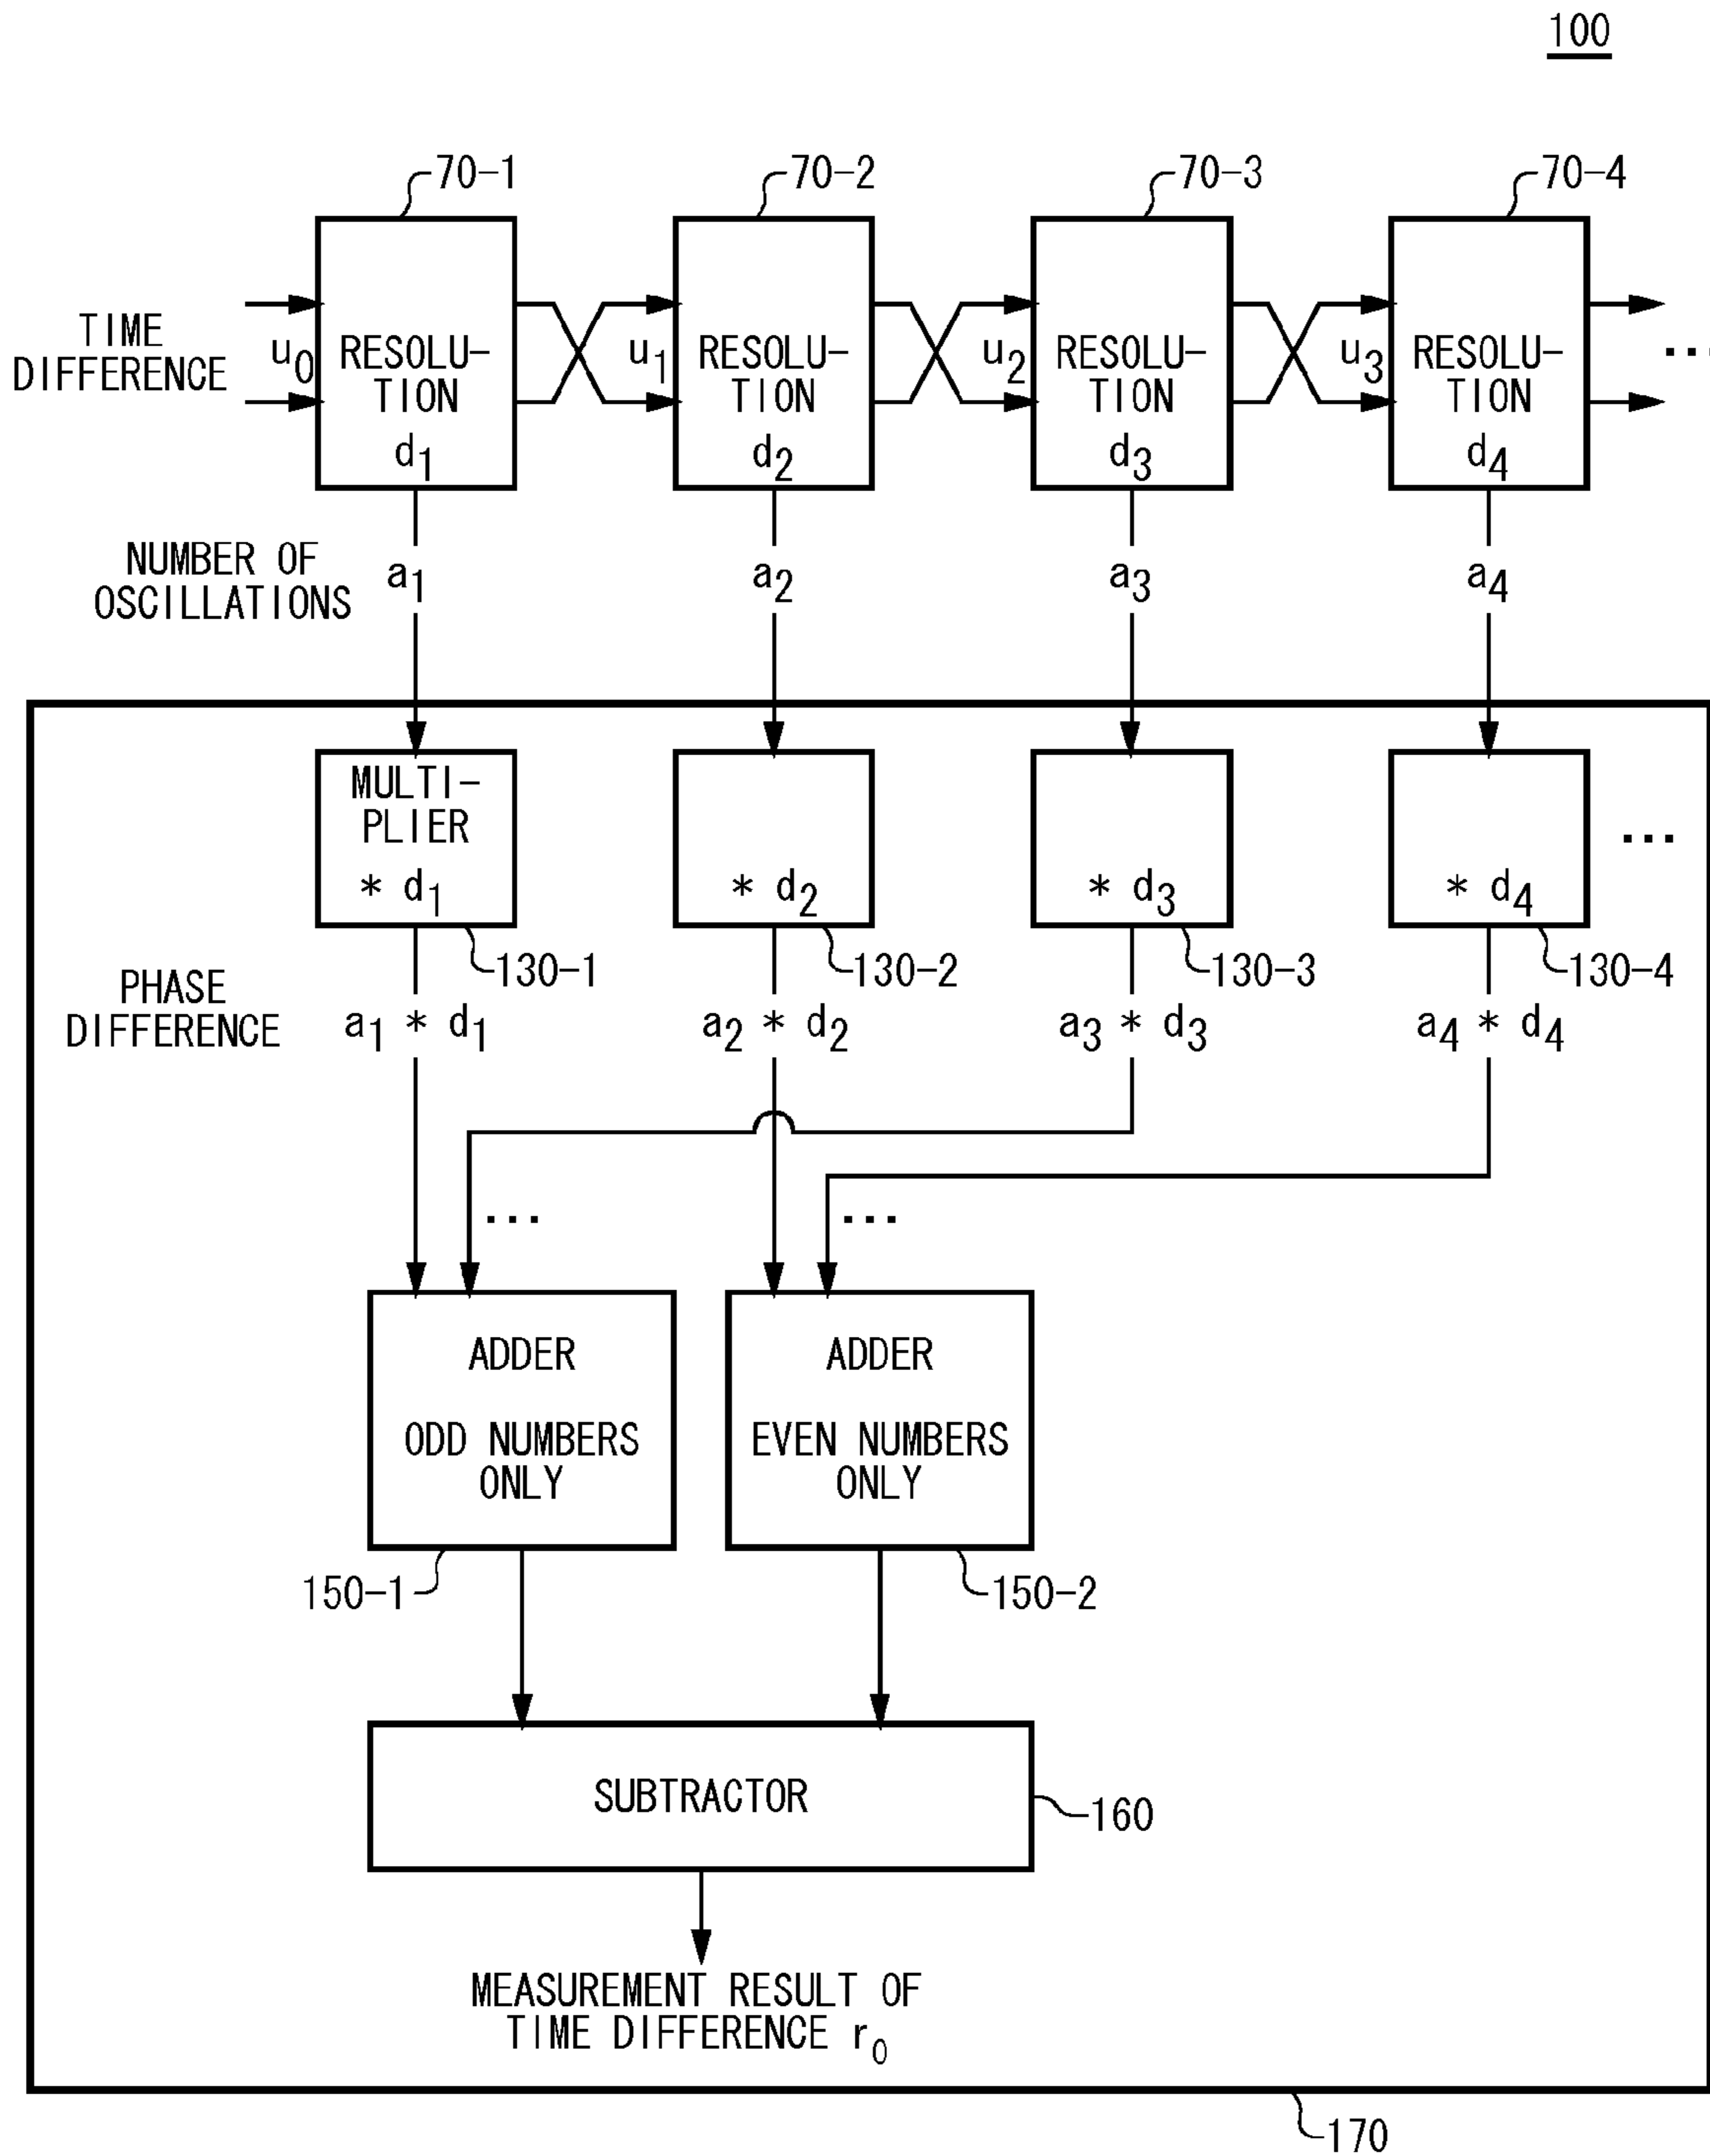 100
70-1
70-2
70-3
70-4
TIME
DIFFERENCE
u0
RESOLU-
TION
d1
u1
RESOLU-
TION
d2
u2
RESOLU-
TION
d3
u3
RESOLU-
TION
d4
...
NUMBER OF
OSCILLATIONS
a1
a2
a3
a4
MULTI-
PLIER
* d1
* d2
* d3
* d4
...
130-1
130-2
130-3
130-4
PHASE
DIFFERENCE
a1 * d1
a2 * d2
a3 * d3
a4 * d4
...
...
ADDER
ODD NUMBERS
ONLY
ADDER
EVEN NUMBERS
ONLY
150-1
150-2
SUBTRACTOR
160
MEASUREMENT RESULT OF
TIME DIFFERENCE r0
170